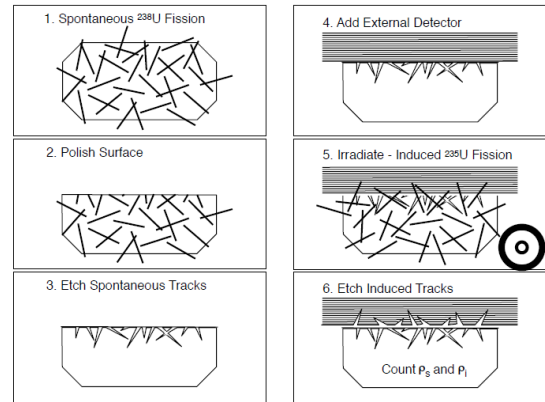 1. Spontaneous ²³⁸U Fission
2. Polish Surface
3. Etch Spontaneous Tracks
4. Add External Detector
5. Irradiate - Induced ²³⁵U Fission
6. Etch Induced Tracks
Count ρs and ρi